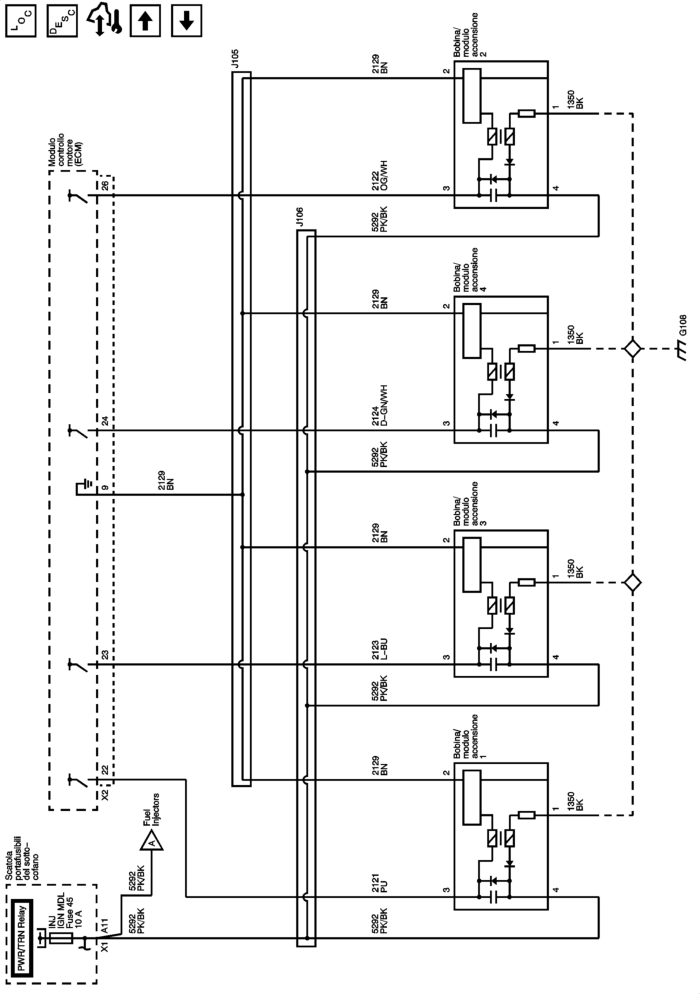 LOC
DESC
Modulo
controllo
motore
(ECM)
26
24
9
23
22
X2
2129
BN
J105
J106
Scatola
portafusibili
del sotto-
cofano
PWR/TRN Relay
INJ
IGN MDL
Fuse 45
10 A
X1
A11
5292
PK/BK
5292
PK/BK
A
Fuel
Injectors
2129
BN
2122
OG/WH
5292
PK/BK
Bobina/
modulo
accensione
2
2
3
1
4
1350
BK
2129
BN
2124
D-GN/WH
5292
PK/BK
Bobina/
modulo
accensione
4
2
3
1
4
1350
BK
2129
BN
2123
L-BU
5292
PK/BK
Bobina/
modulo
accensione
3
2
3
1
4
1350
BK
2129
BN
2121
PU
5292
PK/BK
Bobina/
modulo
accensione
1
2
3
1
4
1350
BK
G108